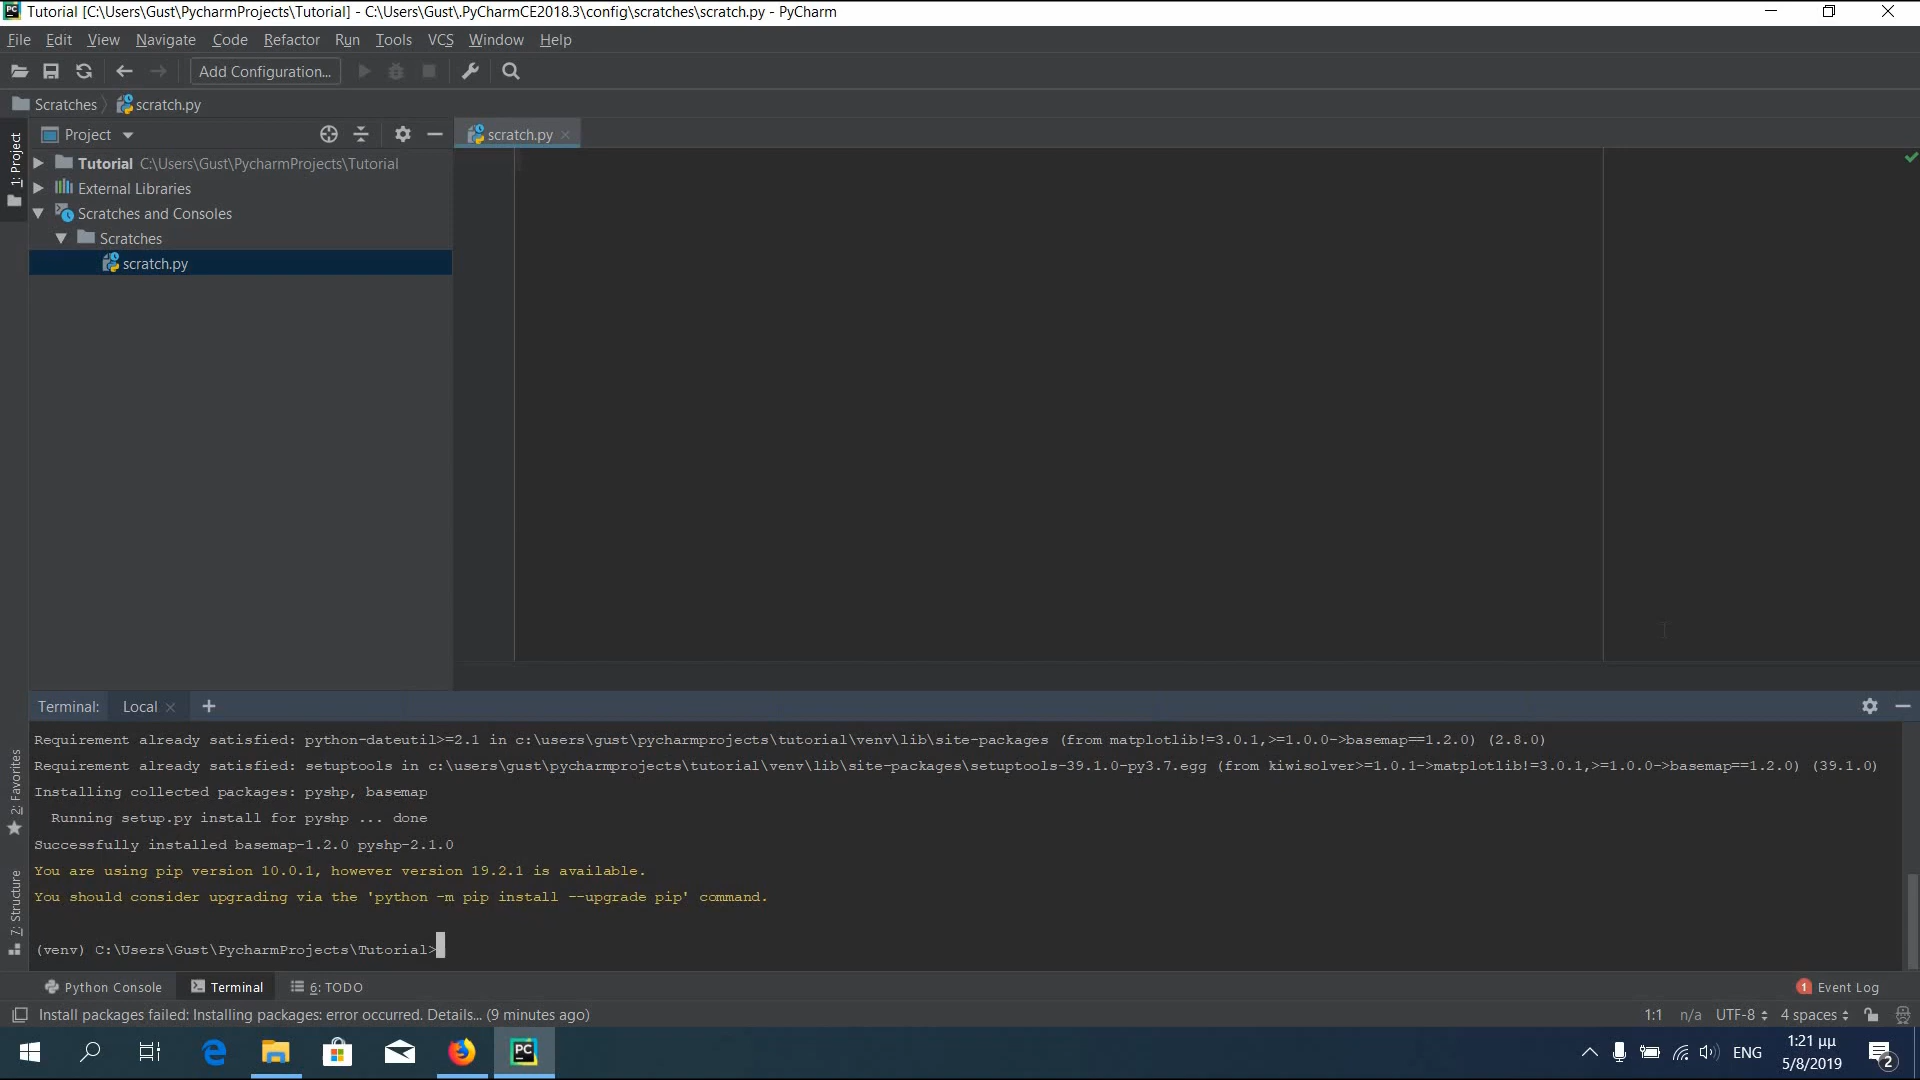 Tutorial [C:\Users\Gust\PycharmProjects\Tutorial] - C:\Users\Gust\.PyCharmCE2018.3\config\scratches\scratch.py - PyCharm
File Edit View Navigate Code Refactor Run Tools VCS Window Help
Add Configuration...
Scratches scratch.py
1: Project
Project
scratch.py
Tutorial C:\Users\Gust\PycharmProjects\Tutorial
External Libraries
Scratches and Consoles
Scratches
scratch.py
Terminal: Local
Requirement already satisfied: python-dateutil>=2.1 in c:\users\gust\pycharmprojects\tutorial\venv\lib\site-packages (from matplotlib!=3.0.1,>=1.0.0->basemap==1.2.0) (2.8.0)
Requirement already satisfied: setuptools in c:\users\gust\pycharmprojects\tutorial\venv\lib\site-packages\setuptools-39.1.0-py3.7.egg (from kiwisolver>=1.0.1->matplotlib!=3.0.1,>=1.0.0->basemap==1.2.0) (39.1.0)
Installing collected packages: pyshp, basemap
Running setup.py install for pyshp ... done
Successfully installed basemap-1.2.0 pyshp-2.1.0
You are using pip version 10.0.1, however version 19.2.1 is available.
You should consider upgrading via the 'python -m pip install --upgrade pip' command.
(venv) C:\Users\Gust\PycharmProjects\Tutorial>
2: Favorites
7: Structure
Python Console Terminal 6: TODO 1 Event Log
Install packages failed: Installing packages: error occurred. Details... (9 minutes ago) 1:1 n/a UTF-8 4 spaces
PC
ENG
1:21 μμ
5/8/2019
2